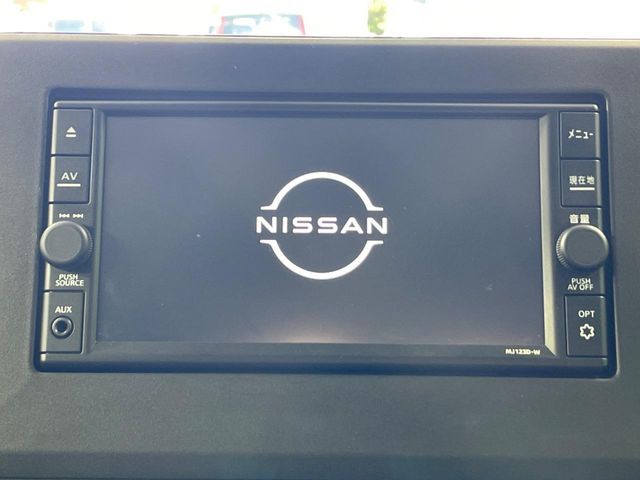 メニュー
AV
現在地
音量
NISSAN
PUSH
SOURCE
PUSH
AV OFF
AUX
OPT
MJ123D-W